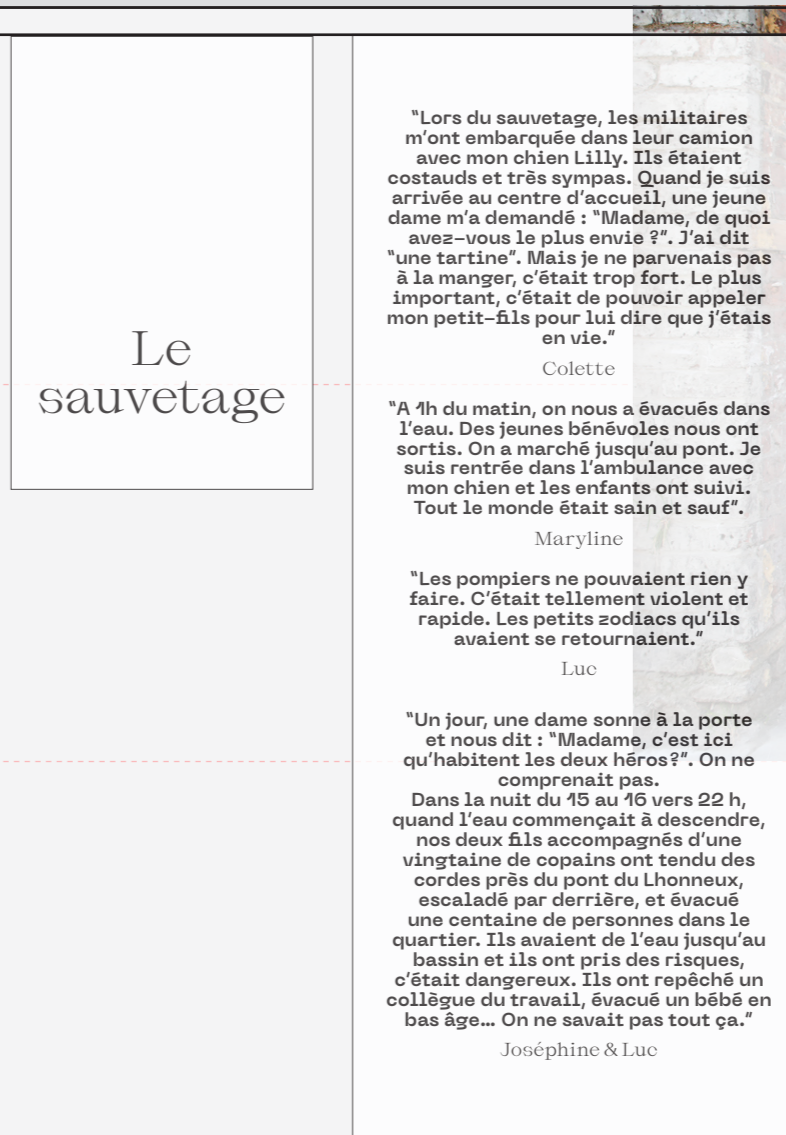 Le
sauvetage
“Lors du sauvetage, les militaires
m’ont embarquée dans leur camion
avec mon chien Lilly. Ils étaient
costauds et très sympas. Quand je suis
arrivée au centre d’accueil, une jeune
dame m’a demandé : “Madame, de quoi
avez-vous le plus envie ?”. J’ai dit
“une tartine”. Mais je ne parvenais pas
à la manger, c’était trop fort. Le plus
important, c’était de pouvoir appeler
mon petit-fils pour lui dire que j’étais
en vie.”
Colette
“A 1h du matin, on nous a évacués dans
l’eau. Des jeunes bénévoles nous ont
sortis. On a marché jusqu’au pont. Je
suis rentrée dans l’ambulance avec
mon chien et les enfants ont suivi.
Tout le monde était sain et sauf”.
Maryline
“Les pompiers ne pouvaient rien y
faire. C’était tellement violent et
rapide. Les petits zodiacs qu’ils
avaient se retournaient.”
Luc
“Un jour, une dame sonne à la porte
et nous dit : “Madame, c’est ici
qu’habitent les deux héros?”. On ne
comprenait pas.
Dans la nuit du 15 au 16 vers 22 h,
quand l’eau commençait à descendre,
nos deux fils accompagnés d’une
vingtaine de copains ont tendu des
cordes près du pont du Lhonneux,
escaladé par derrière, et évacué
une centaine de personnes dans le
quartier. Ils avaient de l’eau jusqu’au
bassin et ils ont pris des risques,
c’était dangereux. Ils ont repêché un
collègue du travail, évacué un bébé en
bas âge... On ne savait pas tout ça.”
Joséphine & Luc